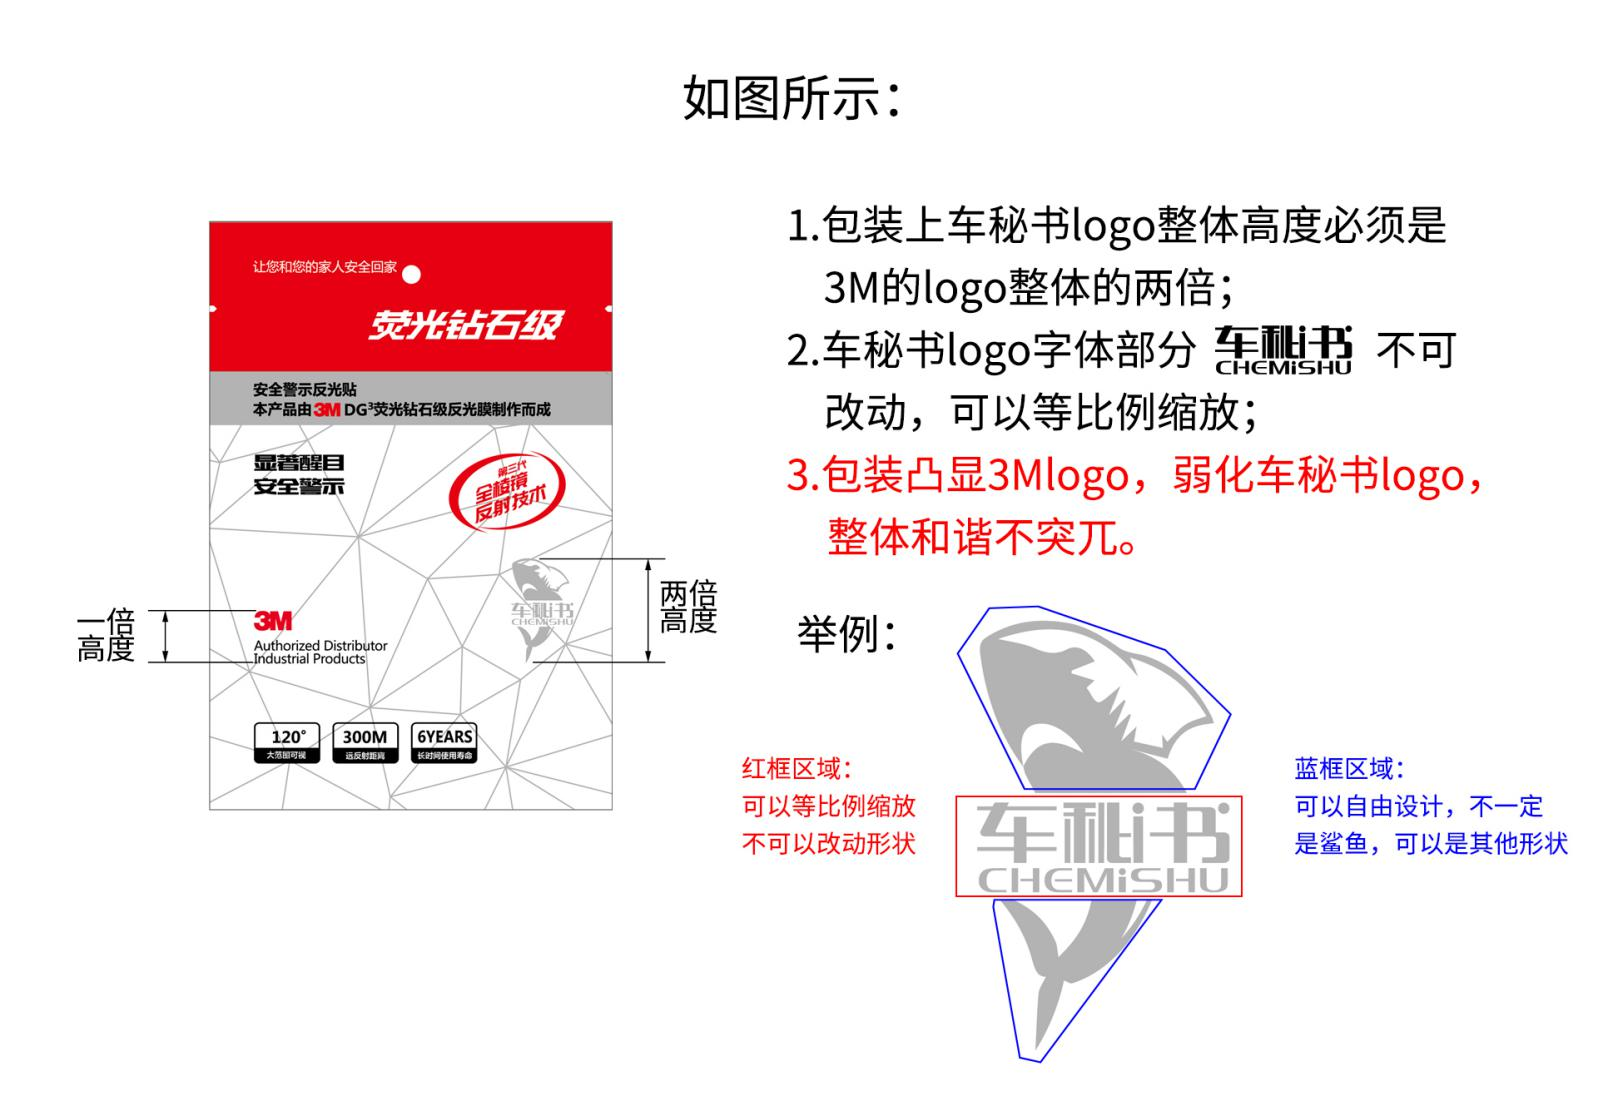 如图所示：
让您和您的家人安全回家
荧光钻石级
安全警示反光贴
本产品由3M DG³荧光钻石级反光膜制作而成
显著醒目
安全警示
第三代
全棱镜
反射技术
车秘书
CHEMiSHU
两倍
高度
一倍
高度
3M
Authorized Distributor
Industrial Products
120°
大范围可视
300M
远反射距离
6YEARS
长时间使用寿命
1.包装上车秘书logo整体高度必须是
3M的logo整体的两倍；
2.车秘书logo字体部分 车秘书 CHEMiSHU 不可
改动，可以等比例缩放；
3.包装凸显3Mlogo，弱化车秘书logo，
整体和谐不突兀。
举例：
红框区域：
可以等比例缩放
不可以改动形状
车秘书
CHEMiSHU
蓝框区域：
可以自由设计，不一定
是鲨鱼，可以是其他形状